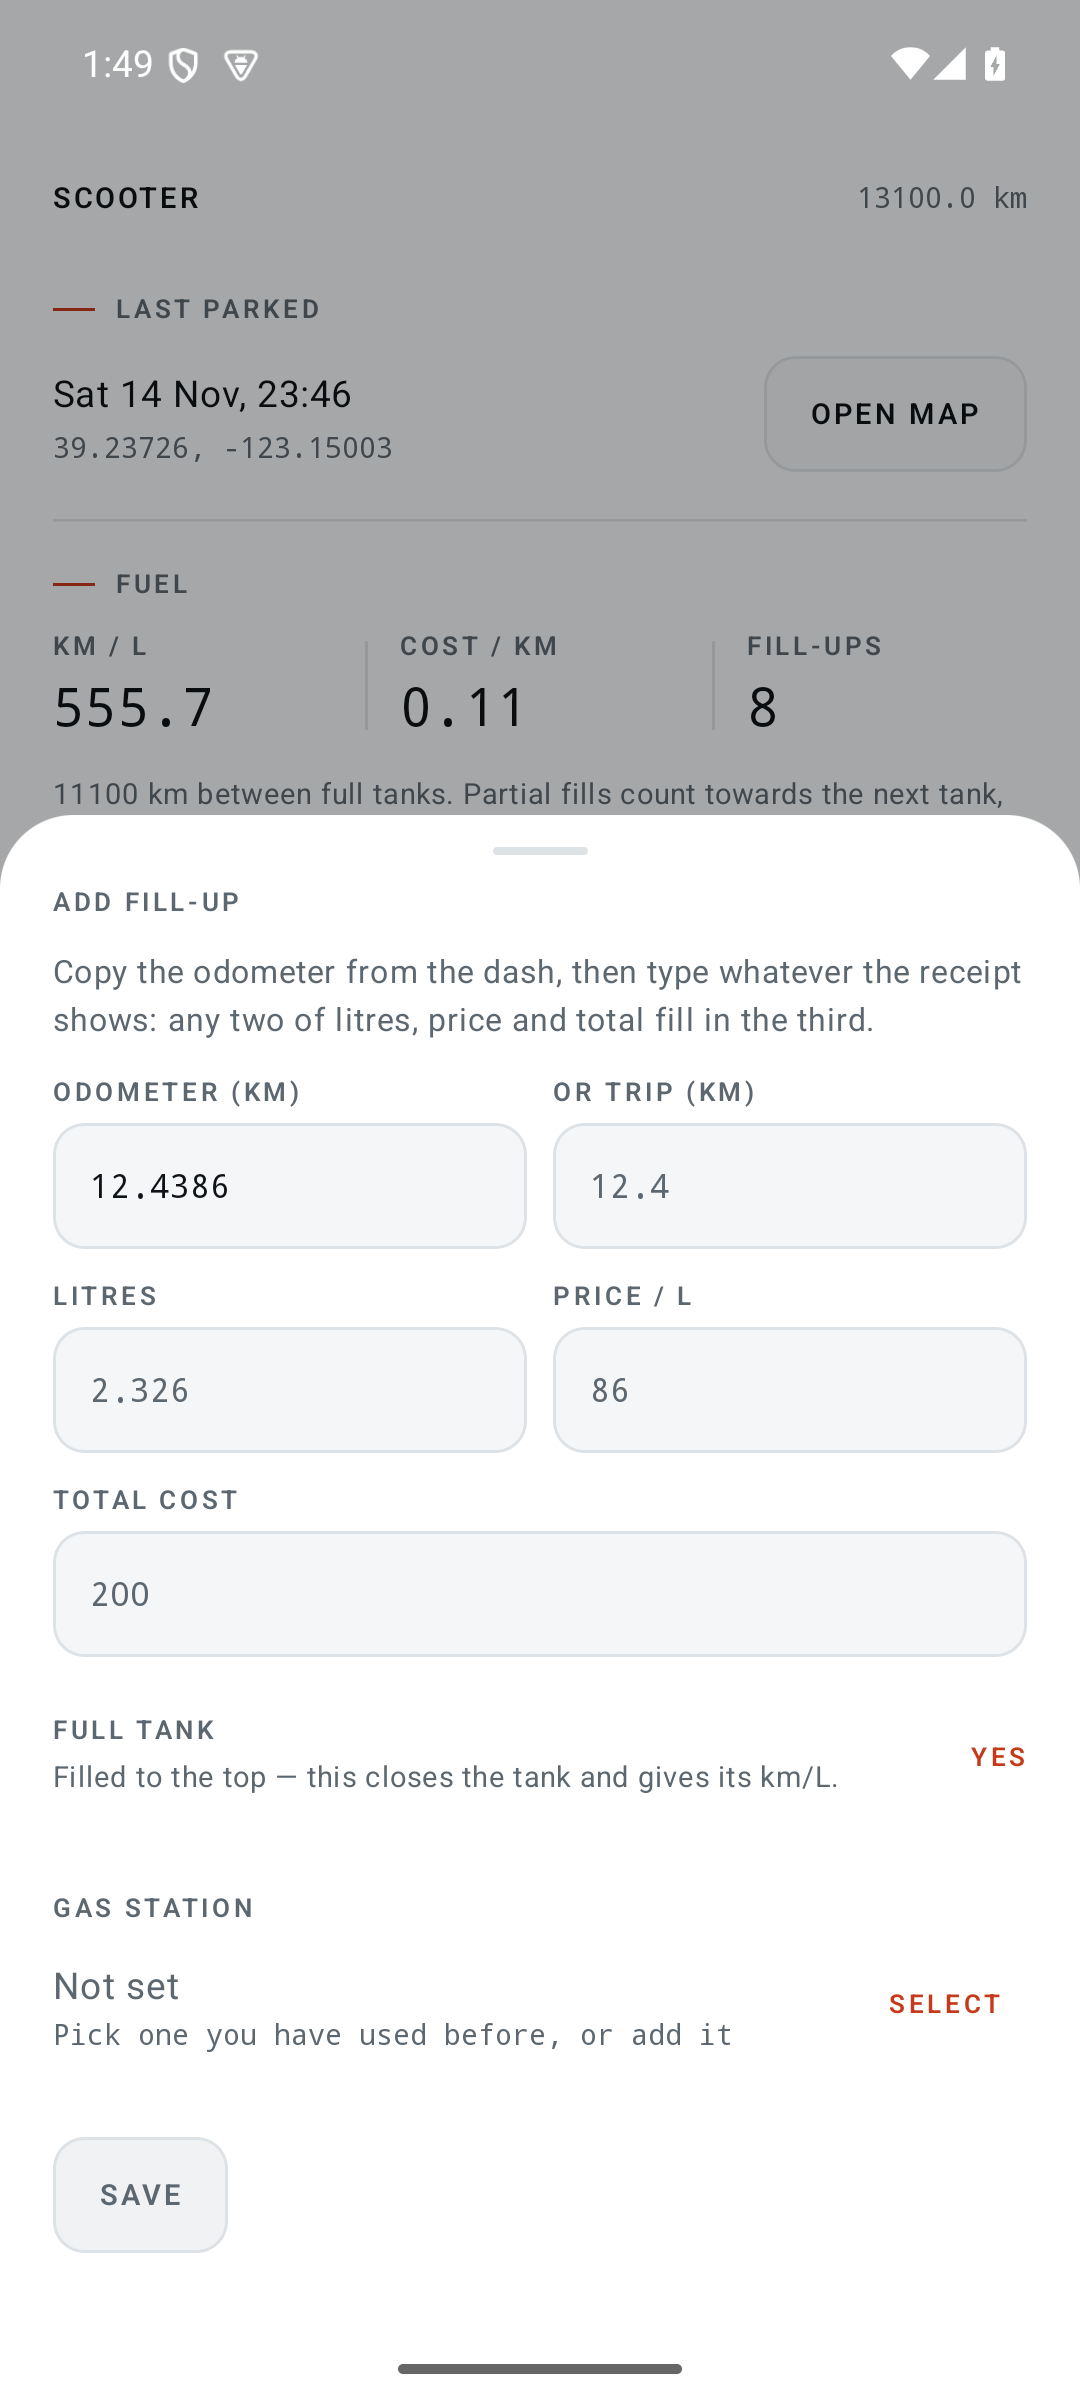 1:49
SCOOTER
13100.0 km
LAST PARKED
Sat 14 Nov, 23:46
39.23726, -123.15003
OPEN MAP
FUEL
KM / L
COST / KM
FILL-UPS
555.7
0.11
8
11100 km between full tanks. Partial fills count towards the next tank,
ADD FILL-UP
Copy the odometer from the dash, then type whatever the receipt
shows: any two of litres, price and total fill in the third.
ODOMETER (KM)
OR TRIP (KM)
12.4386
12.4
LITRES
PRICE / L
2.326
86
TOTAL COST
200
FULL TANK
Filled to the top — this closes the tank and gives its km/L.
YES
GAS STATION
Not set
Pick one you have used before, or add it
SELECT
SAVE